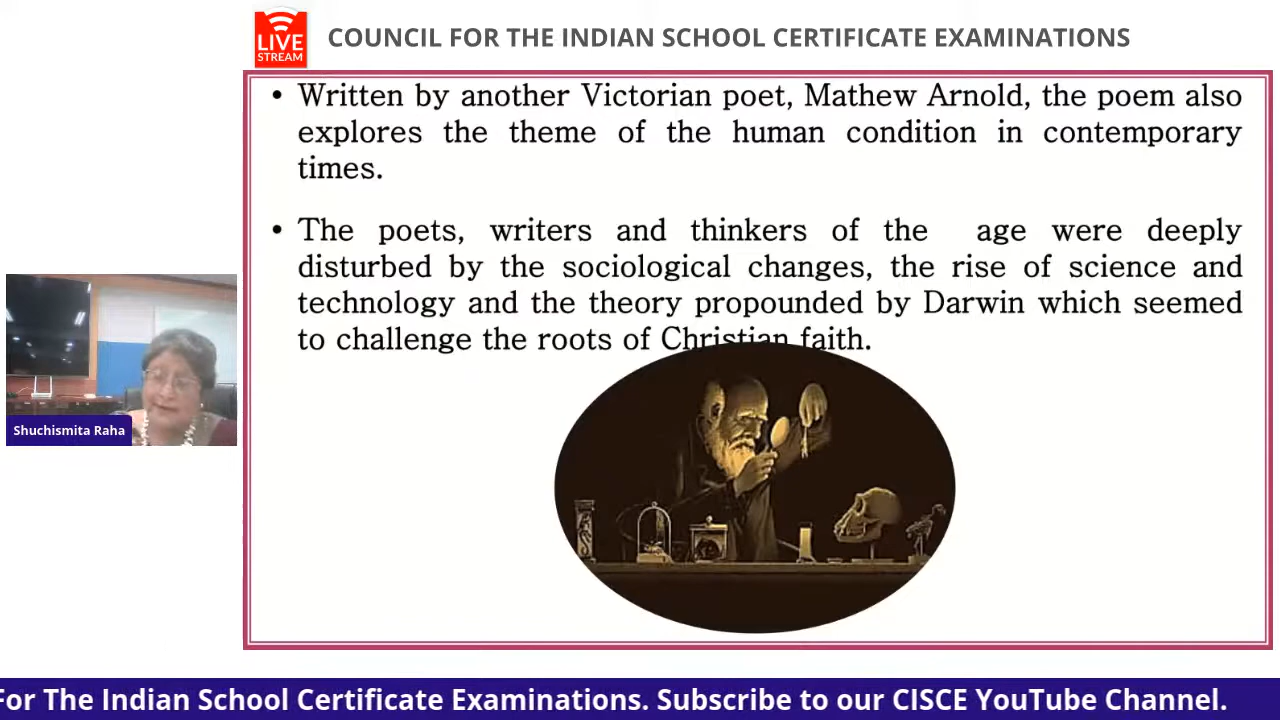 LIVE
STREAM
COUNCIL FOR THE INDIAN SCHOOL CERTIFICATE EXAMINATIONS
• Written by another Victorian poet, Mathew Arnold, the poem also
explores the theme of the human condition in contemporary
times.
• The poets, writers and thinkers of the age were deeply
disturbed by the sociological changes, the rise of science and
technology and the theory propounded by Darwin which seemed
to challenge the roots of Christian faith.
Shuchismita Raha
For The Indian School Certificate Examinations. Subscribe to our CISCE YouTube Channel.